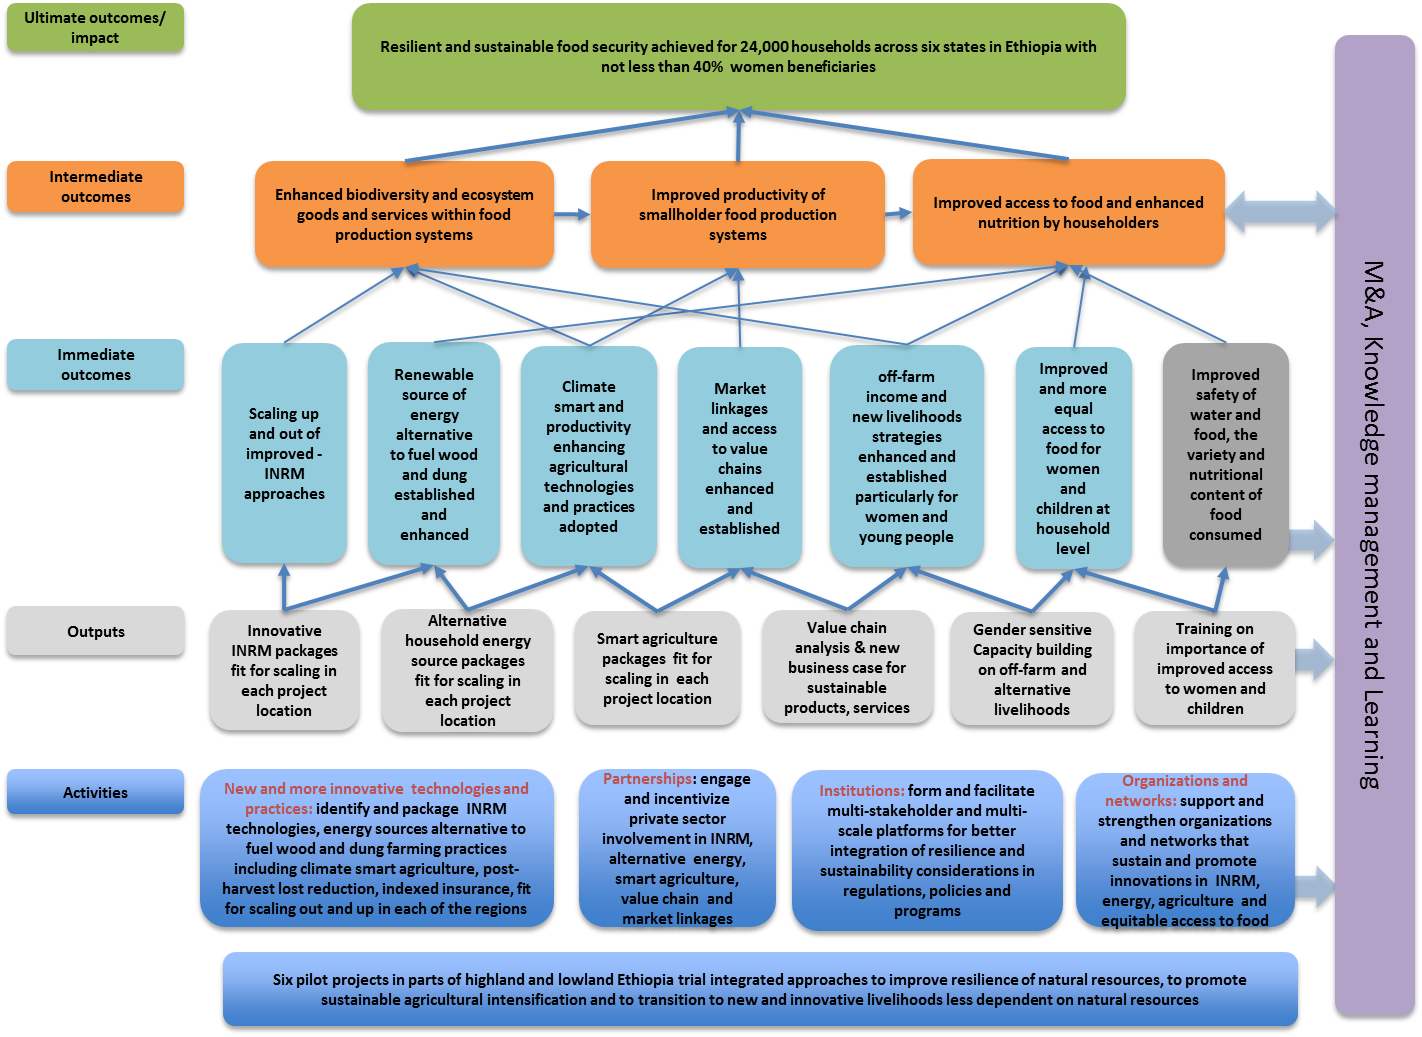 Ultimate outcomes/
impact
Resilient and sustainable food security achieved for 24,000 households across six states in Ethiopia with
not less than 40% women beneficiaries
Intermediate
outcomes
Enhanced biodiversity and ecosystem
goods and services within food
production systems
Improved productivity of
smallholder food production
systems
Improved access to food and enhanced
nutrition by householders
Immediate
outcomes
Scaling up
and out of
improved -
INRM
approaches
Renewable
source of
energy
alternative
to fuel wood
and dung
established
and
enhanced
Climate
smart and
productivity
enhancing
agricultural
technologies
and practices
adopted
Market
linkages
and access
to value
chains
enhanced
and
established
off-farm
income and
new livelihoods
strategies
enhanced and
established
particularly for
women and
young people
Improved
and more
equal
access to
food for
women
and
children at
household
level
Improved
safety of
water and
food, the
variety and
nutritional
content of
food
consumed
Outputs
Innovative
INRM packages
fit for scaling in
each project
location
Alternative
household energy
source packages
fit for scaling in
each project
location
Smart agriculture
packages fit for
scaling in each
project location
Value chain
analysis & new
business case for
sustainable
products, services
Gender sensitive
Capacity building
on off-farm and
alternative
livelihoods
Training on
importance of
improved access
to women and
children
Activities
New and more innovative technologies and
practices: identify and package INRM
technologies, energy sources alternative to
fuel wood and dung farming practices
including climate smart agriculture, post-
harvest lost reduction, indexed insurance, fit
for scaling out and up in each of the regions
Partnerships: engage
and incentivize
private sector
involvement in INRM,
alternative energy,
smart agriculture,
value chain and
market linkages
Institutions: form and facilitate
multi-stakeholder and multi-
scale platforms for better
integration of resilience and
sustainability considerations in
regulations, policies and
programs
Organizations and
networks: support and
strengthen organizations
and networks that
sustain and promote
innovations in INRM,
energy, agriculture and
equitable access to food
Six pilot projects in parts of highland and lowland Ethiopia trial integrated approaches to improve resilience of natural resources, to promote
sustainable agricultural intensification and to transition to new and innovative livelihoods less dependent on natural resources
M&A, Knowledge management and Learning